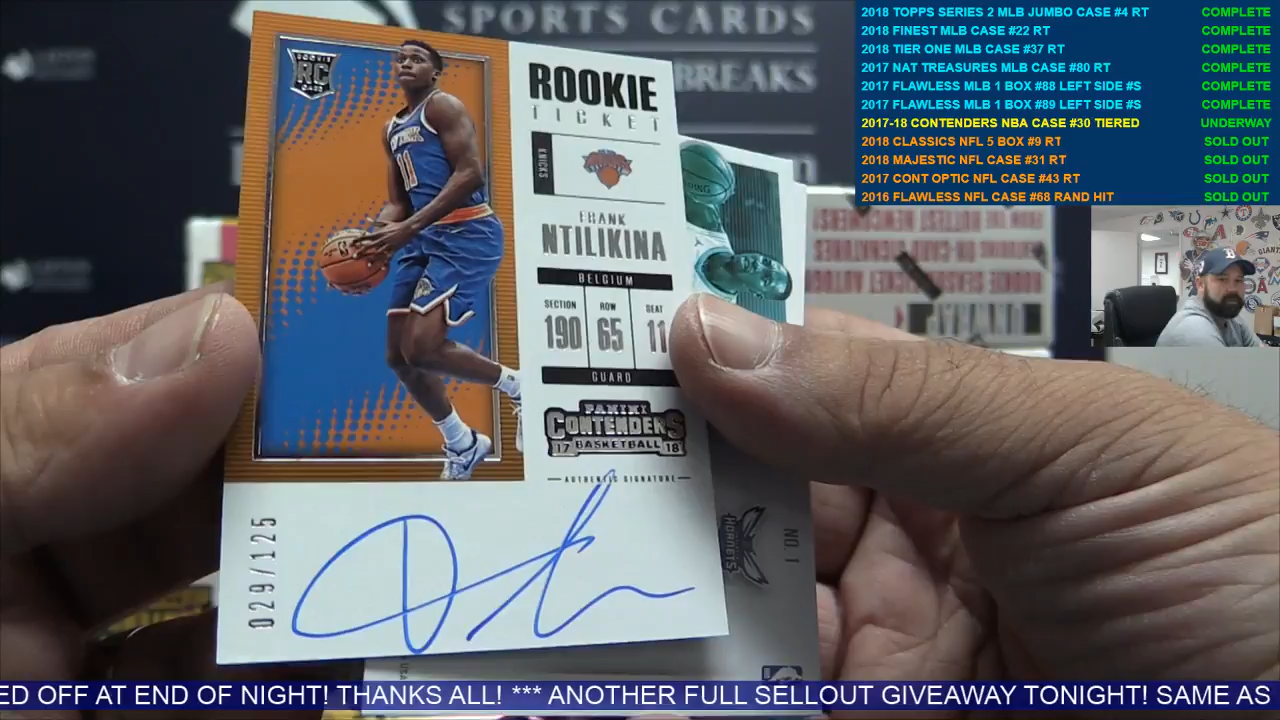 SPORTS CARDS
BREAKS
2018 TOPPS SERIES 2 MLB JUMBO CASE #4 RT COMPLETE
2018 FINEST MLB CASE #22 RT COMPLETE
2018 TIER ONE MLB CASE #37 RT COMPLETE
2017 NAT TREASURES MLB CASE #80 RT COMPLETE
2017 FLAWLESS MLB 1 BOX #88 LEFT SIDE #S COMPLETE
2017 FLAWLESS MLB 1 BOX #89 LEFT SIDE #S COMPLETE
2017-18 CONTENDERS NBA CASE #30 TIERED UNDERWAY
2018 CLASSICS NFL 5 BOX #9 RT SOLD OUT
2018 MAJESTIC NFL CASE #31 RT SOLD OUT
2017 CONT OPTIC NFL CASE #43 RT SOLD OUT
2016 FLAWLESS NFL CASE #68 RAND HIT SOLD OUT
RC
ROOKIE
TICKET
KNICKS
FRANK
NTILIKINA
BELGIUM
SECTION ROW SEAT
190 65 11
GUARD
PANINI
CONTENDERS
17 BASKETBALL 18
AUTHENTIC SIGNATURE
029/125
11
HORNETS
NO. 1
ED OFF AT END OF NIGHT! THANKS ALL! *** ANOTHER FULL SELLOUT GIVEAWAY TONIGHT! SAME AS